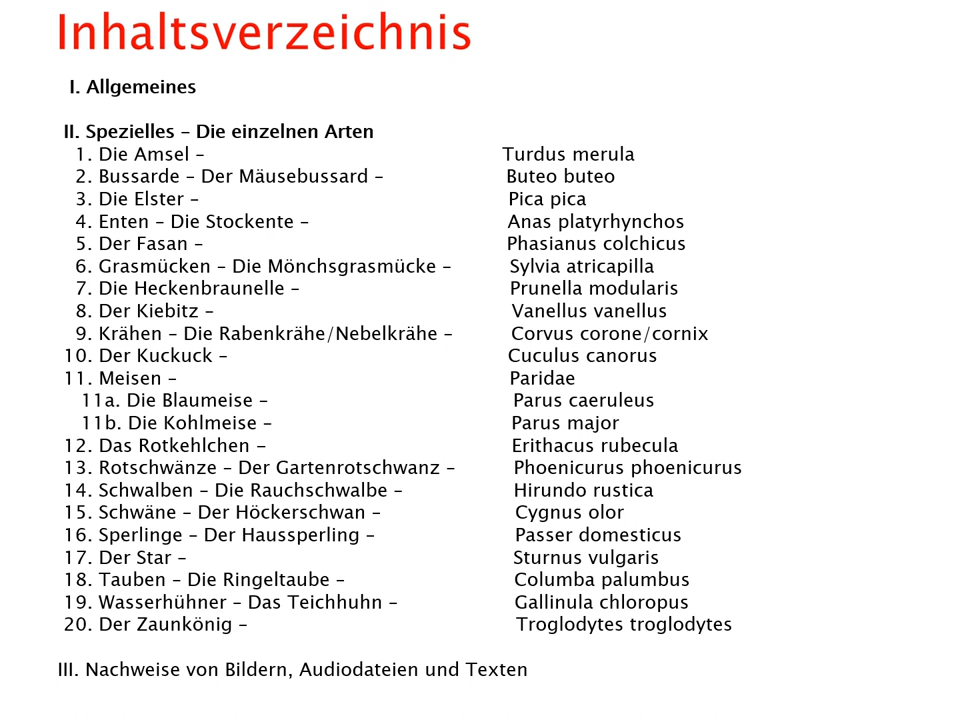 Inhaltsverzeichnis
I. Allgemeines
II. Spezielles – Die einzelnen Arten
1. Die Amsel – Turdus merula
2. Bussarde – Der Mäusebussard – Buteo buteo
3. Die Elster – Pica pica
4. Enten – Die Stockente – Anas platyrhynchos
5. Der Fasan – Phasianus colchicus
6. Grasmücken – Die Mönchsgrasmücke – Sylvia atricapilla
7. Die Heckenbraunelle – Prunella modularis
8. Der Kiebitz – Vanellus vanellus
9. Krähen – Die Rabenkrähe/Nebelkrähe – Corvus corone/cornix
10. Der Kuckuck – Cuculus canorus
11. Meisen – Paridae
11a. Die Blaumeise – Parus caeruleus
11b. Die Kohlmeise – Parus major
12. Das Rotkehlchen – Erithacus rubecula
13. Rotschwänze – Der Gartenrotschwanz – Phoenicurus phoenicurus
14. Schwalben – Die Rauchschwalbe – Hirundo rustica
15. Schwäne – Der Höckerschwan – Cygnus olor
16. Sperlinge – Der Haussperling – Passer domesticus
17. Der Star – Sturnus vulgaris
18. Tauben – Die Ringeltaube – Columba palumbus
19. Wasserhühner – Das Teichhuhn – Gallinula chloropus
20. Der Zaunkönig – Troglodytes troglodytes
III. Nachweise von Bildern, Audiodateien und Texten